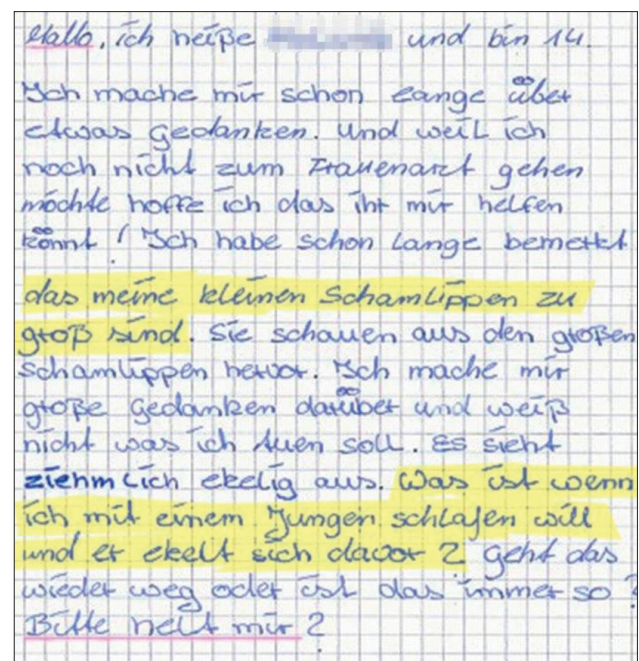 Hallo, ich heiße und bin 14.
Ich mache mir schon lange über
etwas Gedanken. Und weil ich
noch nicht zum Frauenarzt gehen
möchte hoffe ich das ihr mir helfen
könnt! Ich habe schon lange bemerkt
das meine kleinen Schamlippen zu
groß sind. Sie schauen aus den großen
Schamlippen hervor. Ich mache mir
große Gedanken darüber und weiß
nicht was ich tuen soll. Es sieht
ziehmlich ekelig aus. Was ist wenn
ich mit einem Jungen schlafen will
und er ekelt sich davor? Geht das
wieder weg oder ist das immer so?
Bitte helft mir?